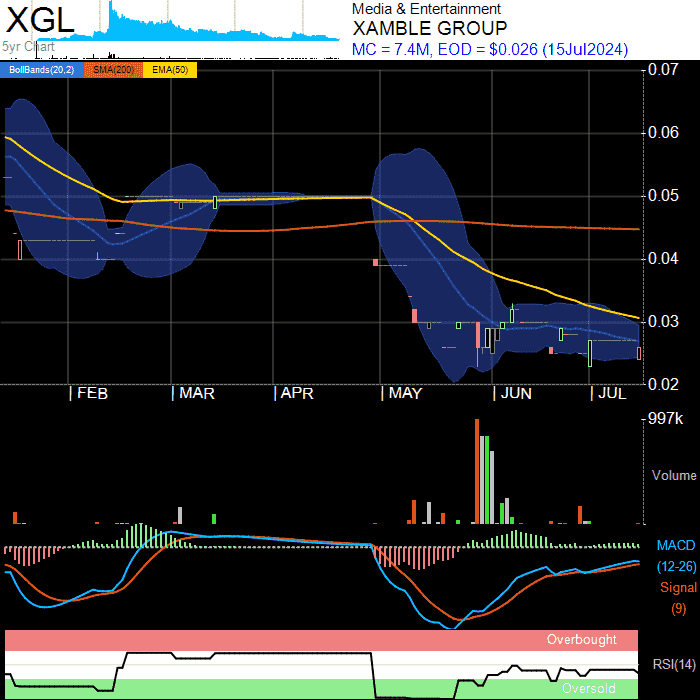 XGL
5yr Chart
Media & Entertainment
XAMBLE GROUP
MC = 7.4M, EOD = $0.026 (15Jul2024)
BollBands(20,2) SMA(200) EMA(50)
0.07
0.06
0.05
0.04
0.03
0.02
FEB MAR APR MAY JUN JUL
997k
Volume
MACD
(12-26)
Signal
(9)
Overbought
RSI(14)
Oversold